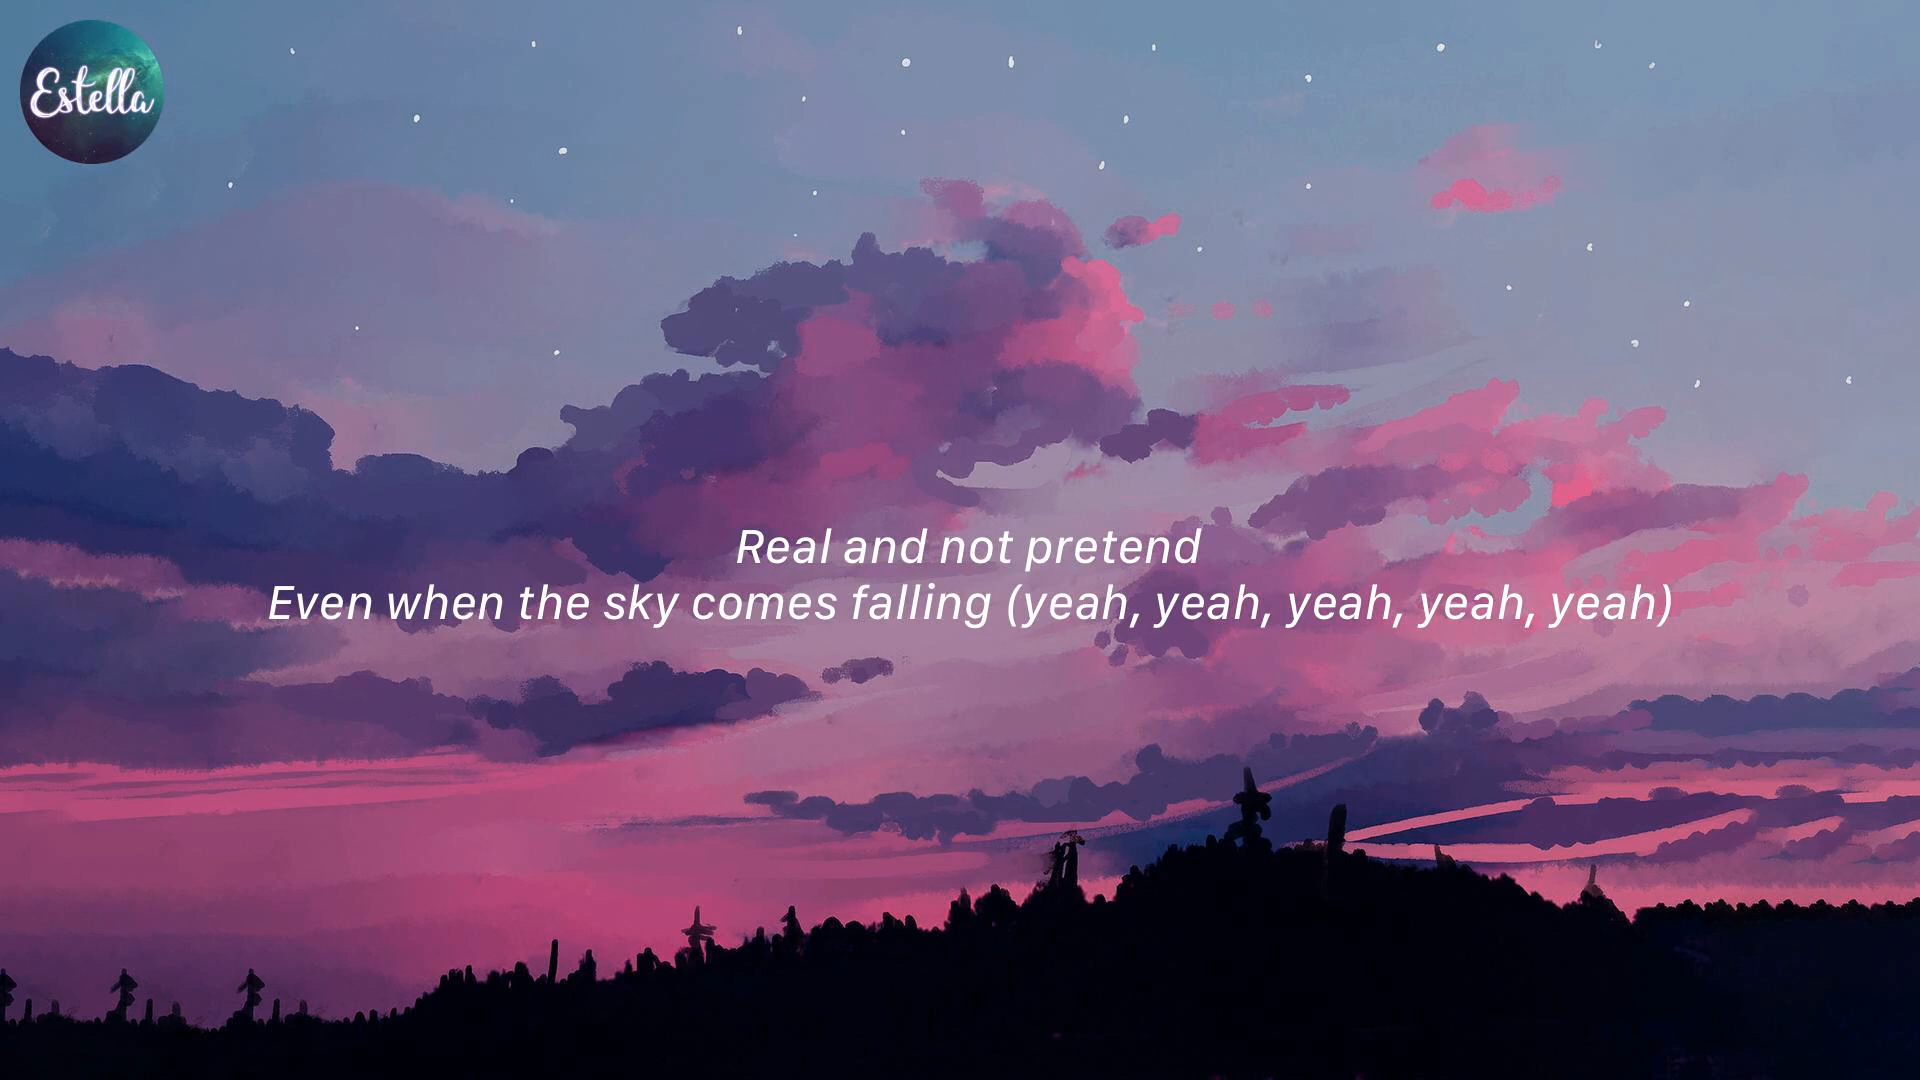 Estella
Real and not pretend
Even when the sky comes falling (yeah, yeah, yeah, yeah, yeah)